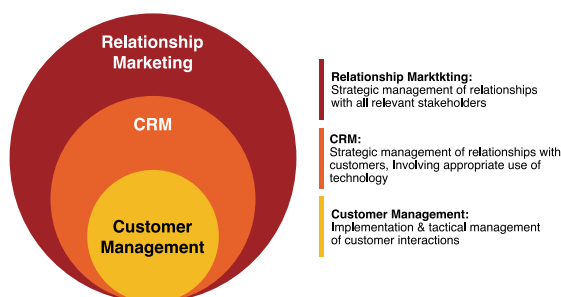 Relationship
Marketing
CRM
Customer
Management
Relationship Marktkting:
Strategic management of relationships
with all relevant stakeholders
CRM:
Strategic management of relationships with
customers, Involving appropriate use of
technology
Customer Management:
Implementation & tactical management
of customer interactions